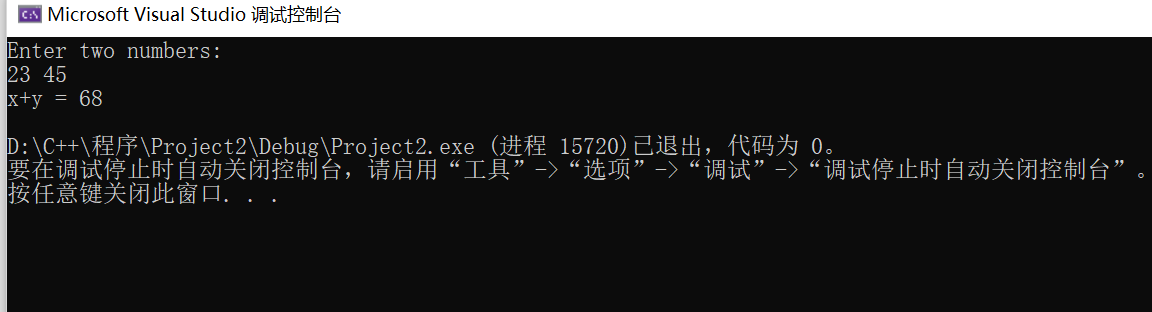 Microsoft Visual Studio 调试控制台
Enter two numbers:
23 45
x+y = 68
D:\C++\程序\Project2\Debug\Project2.exe (进程 15720)已退出，代码为 0。
要在调试停止时自动关闭控制台，请启用“工具”->“选项”->“调试”->“调试停止时自动关闭控制台”。
按任意键关闭此窗口. . .